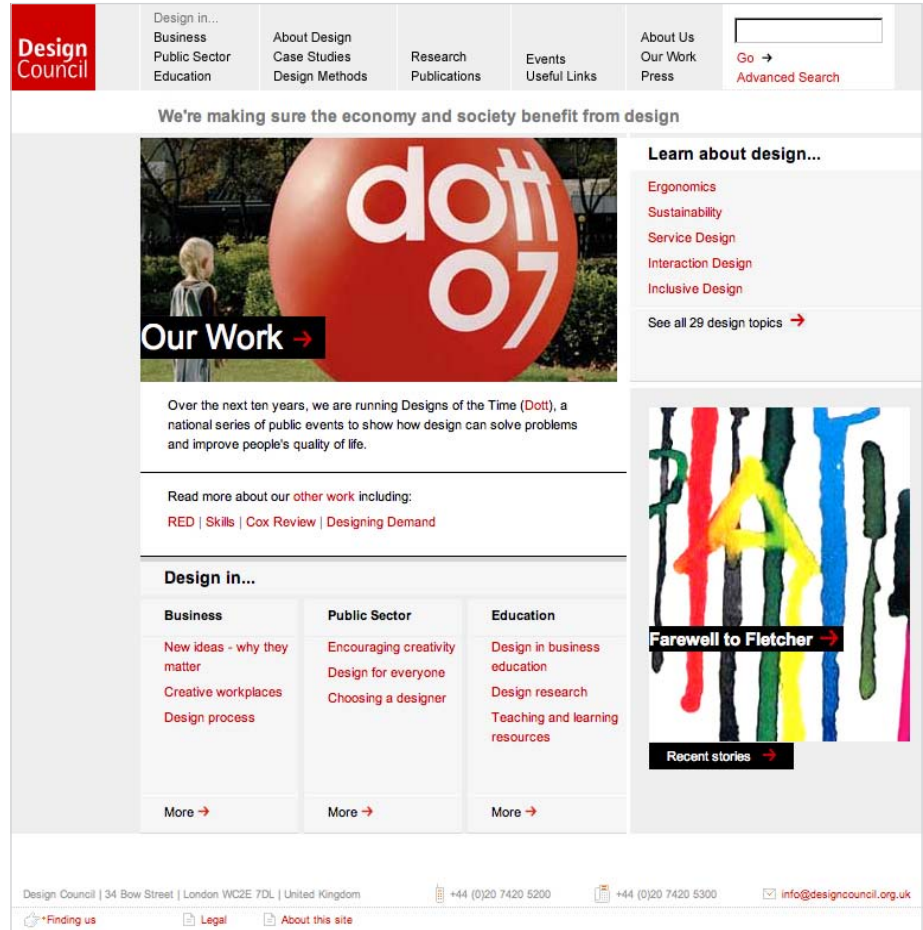 Design
Council
Design in...
Business
Public Sector
Education
About Design
Case Studies
Design Methods
Research
Publications
Events
Useful Links
About Us
Our Work
Press
Go →
Advanced Search
We're making sure the economy and society benefit from design
dott
07
Our Work →
Over the next ten years, we are running Designs of the Time (Dott), a
national series of public events to show how design can solve problems
and improve people's quality of life.
Read more about our other work including:
RED | Skills | Cox Review | Designing Demand
Learn about design...
Ergonomics
Sustainability
Service Design
Interaction Design
Inclusive Design
See all 29 design topics →
Farewell to Fletcher →
Recent stories →
Design in...
Business
New ideas - why they
matter
Creative workplaces
Design process
More →
Public Sector
Encouraging creativity
Design for everyone
Choosing a designer
More →
Education
Design in business
education
Design research
Teaching and learning
resources
More →
Design Council | 34 Bow Street | London WC2E 7DL | United Kingdom
+44 (0)20 7420 5200
+44 (0)20 7420 5300
info@designcouncil.org.uk
*Finding us
Legal
About this site